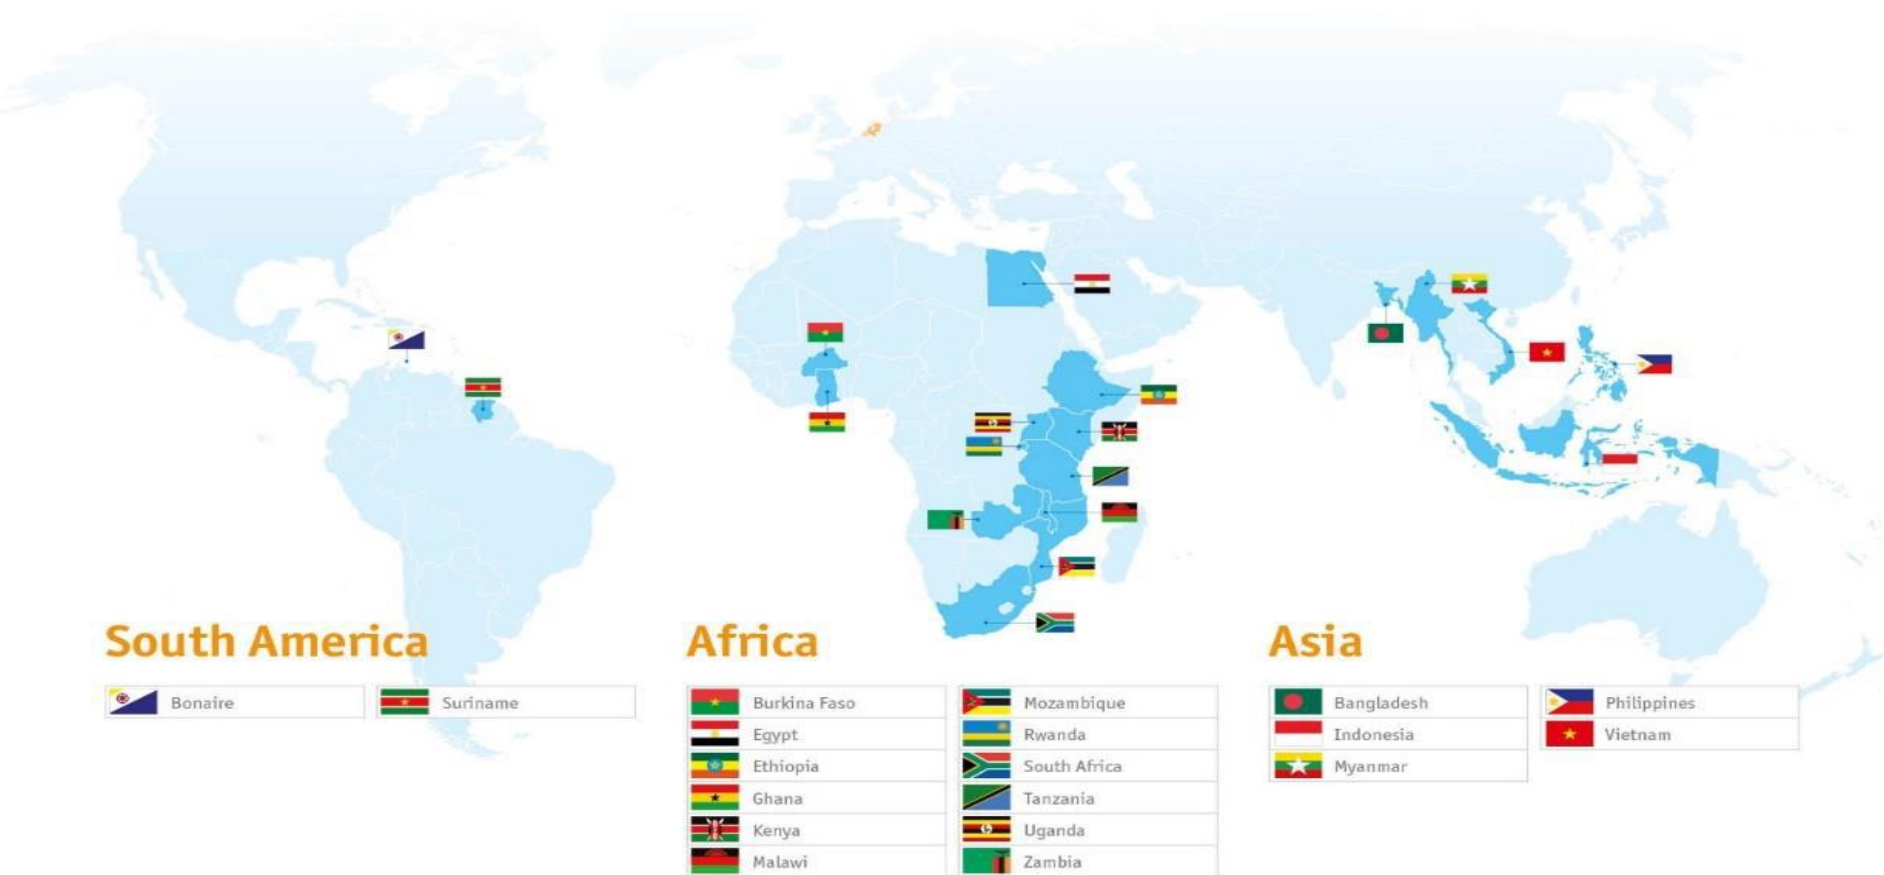 South America
Bonaire
Suriname
Africa
Burkina Faso
Egypt
Ethiopia
Ghana
Kenya
Malawi
Mozambique
Rwanda
South Africa
Tanzania
Uganda
Zambia
Asia
Bangladesh
Indonesia
Myanmar
Philippines
Vietnam